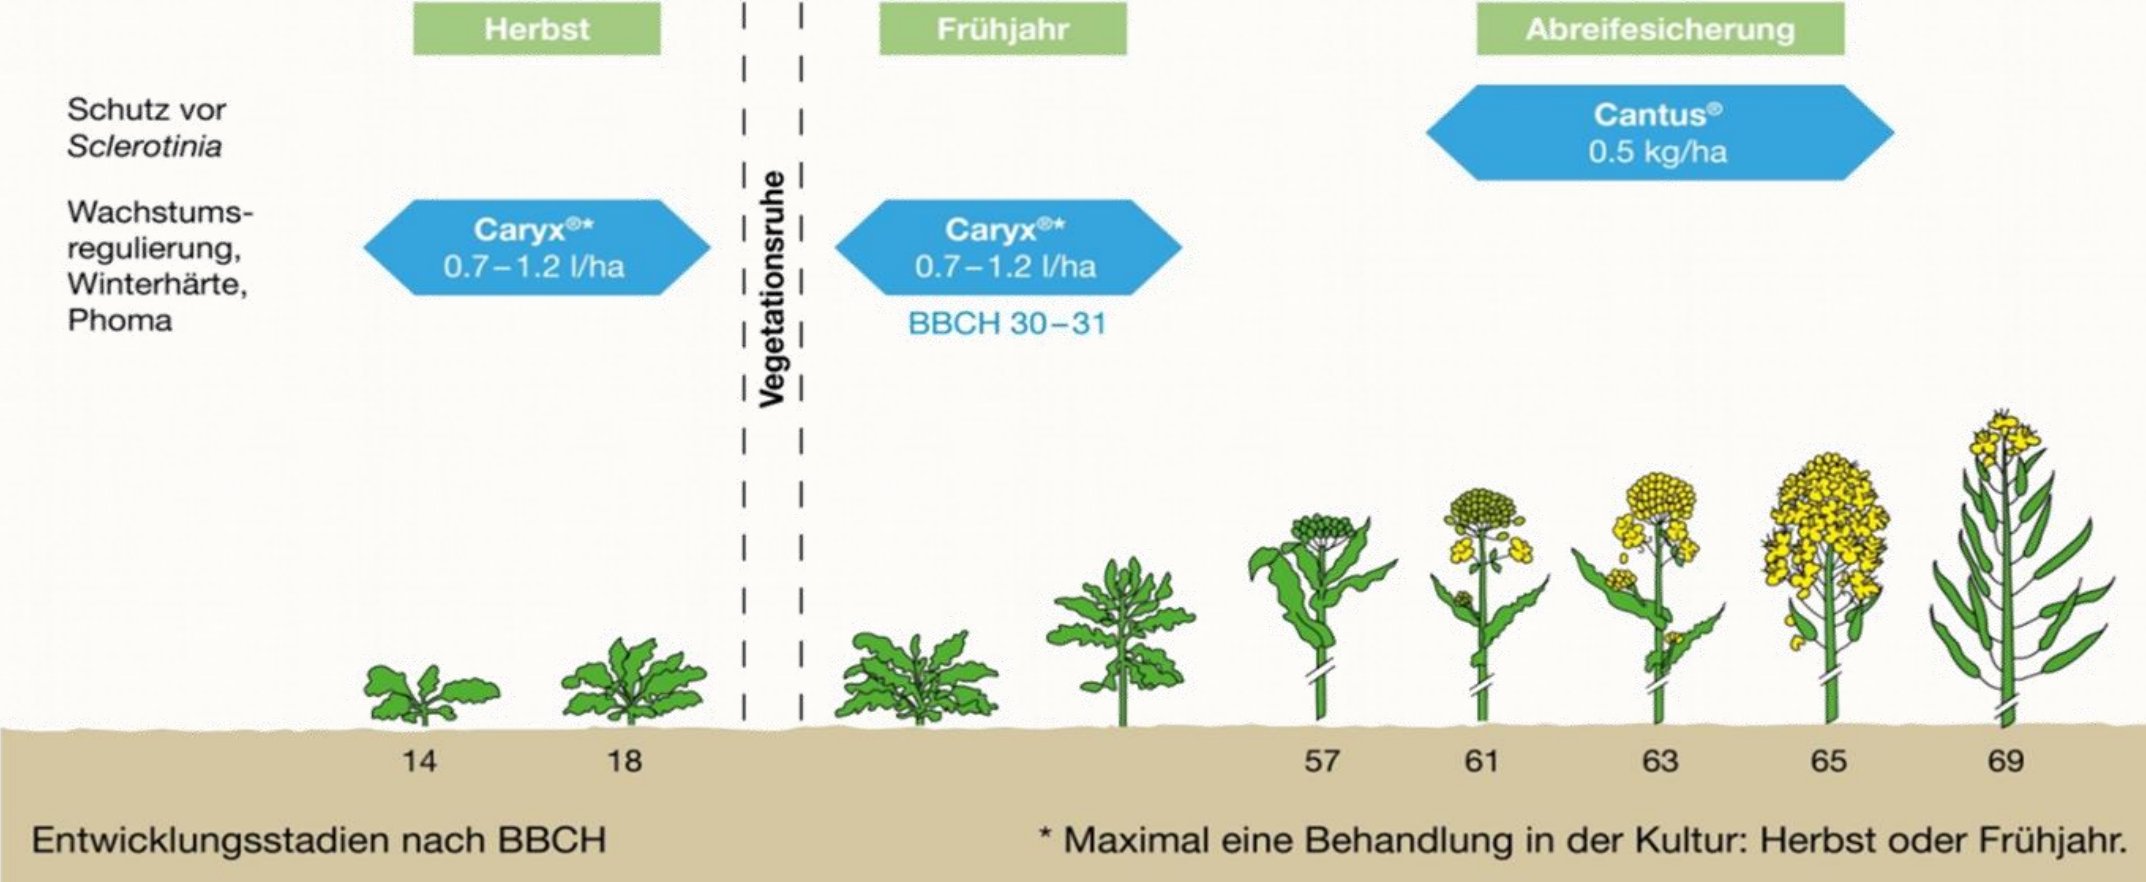 Herbst
Frühjahr
Abreifesicherung
Schutz vor
Sclerotinia
Cantus®
0.5 kg/ha
Wachstums-
regulierung,
Winterhärte,
Phoma
Caryx®*
0.7–1.2 l/ha
Vegetationsruhe
Caryx®*
0.7–1.2 l/ha
BBCH 30–31
14 18 57 61 63 65 69
Entwicklungsstadien nach BBCH
* Maximal eine Behandlung in der Kultur: Herbst oder Frühjahr.